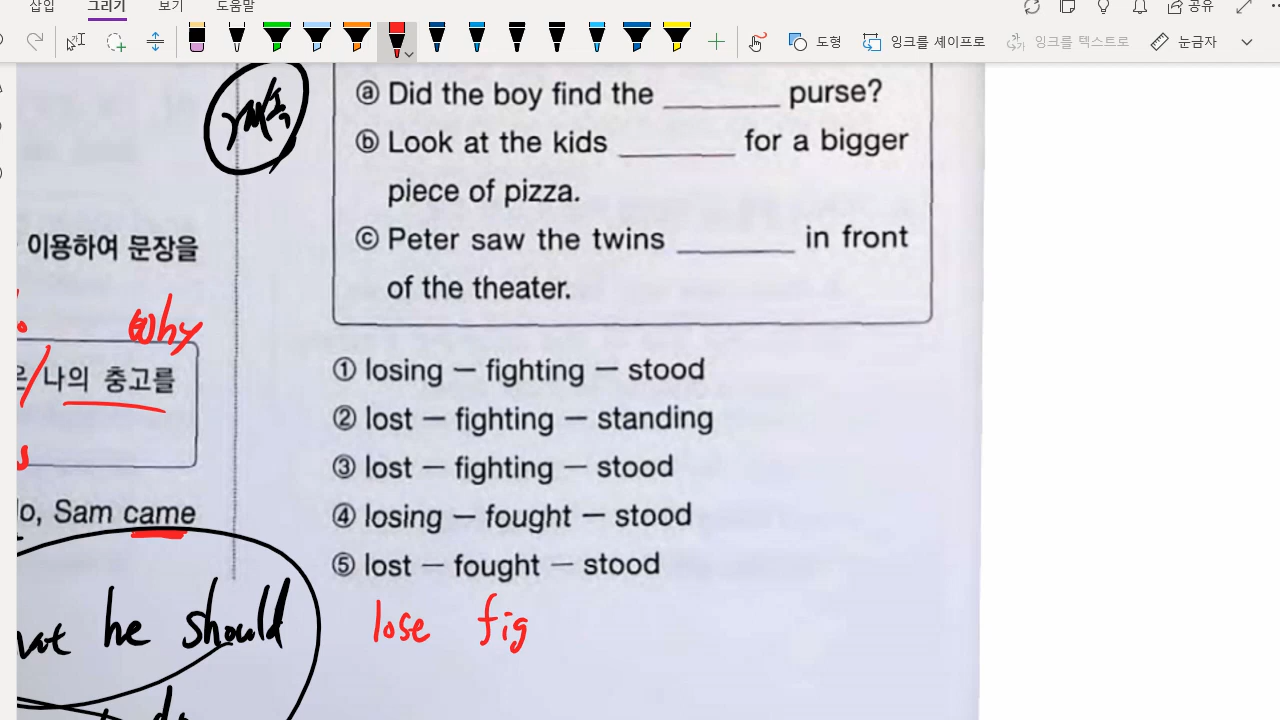 삽입 그리기 보기 도움말
공유
도형 잉크를 셰이프로 잉크를 텍스트로 눈금자
ⓐ Did the boy find the ________ purse?
ⓑ Look at the kids ________ for a bigger
piece of pizza.
ⓒ Peter saw the twins ________ in front
of the theater.
① losing – fighting – stood
② lost – fighting – standing
③ lost – fighting – stood
④ losing – fought – stood
⑤ lost – fought – stood
lose fig
이용하여 문장을
why
나의 충고를
Sam came
he should